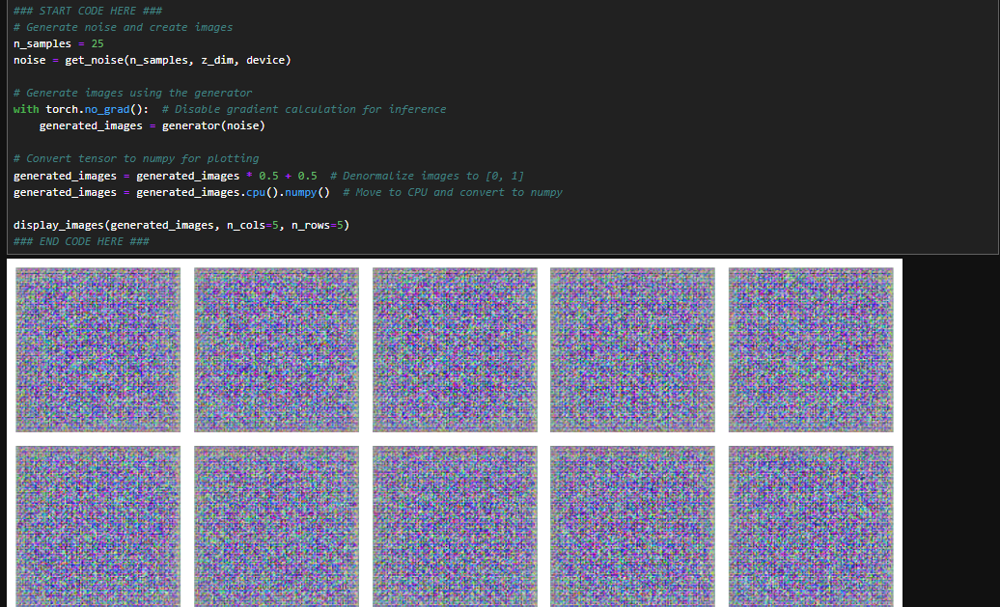 ### START CODE HERE ###
# Generate noise and create images
n_samples = 25
noise = get_noise(n_samples, z_dim, device)
# Generate images using the generator
with torch.no_grad():  # Disable gradient calculation for inference
    generated_images = generator(noise)
# Convert tensor to numpy for plotting
generated_images = generated_images * 0.5 + 0.5  # Denormalize images to [0, 1]
generated_images = generated_images.cpu().numpy()  # Move to CPU and convert to numpy
display_images(generated_images, n_cols=5, n_rows=5)
### END CODE HERE ###